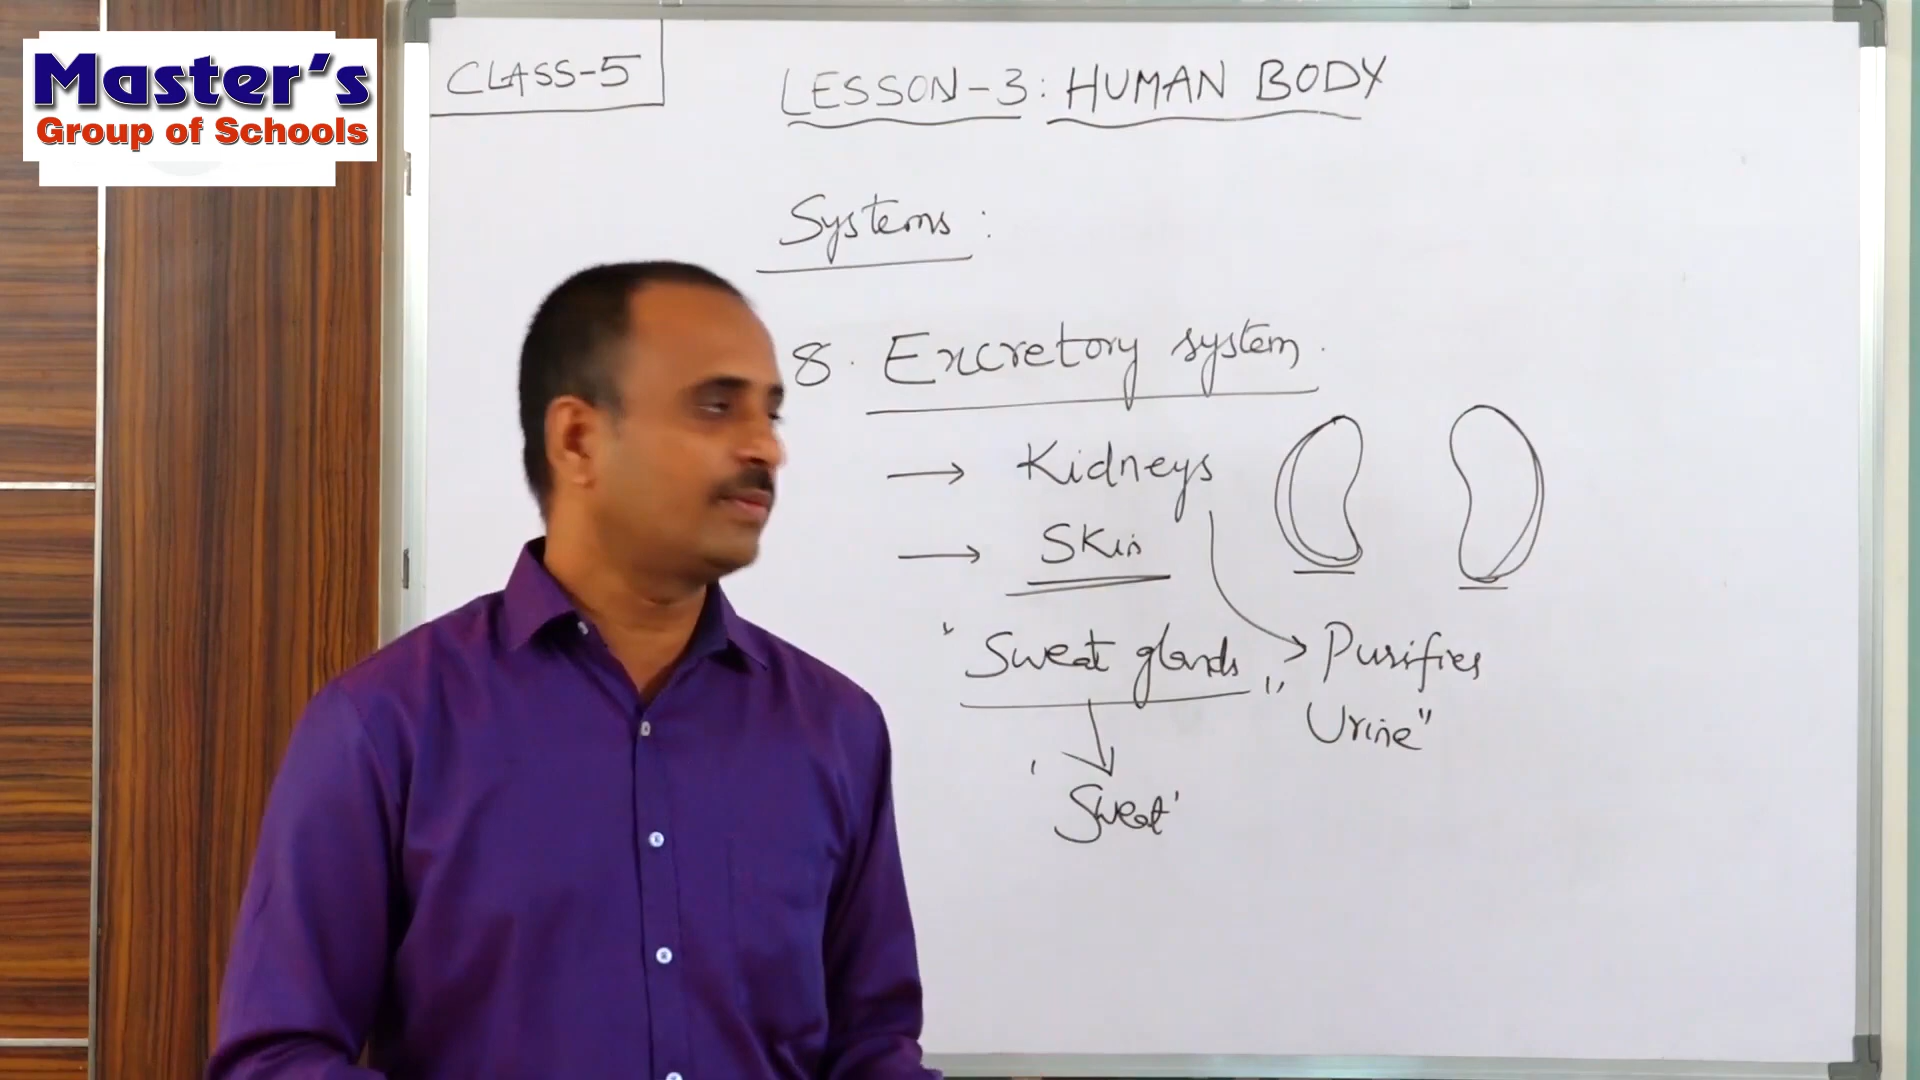 Master's
Group of Schools
CLASS-5
LESSON-3: HUMAN BODY
Systems:
8. Excretory system.
→ Kidneys
→ Skin
"Sweat glands"
→ Purifies
Urine"
'Sweat'